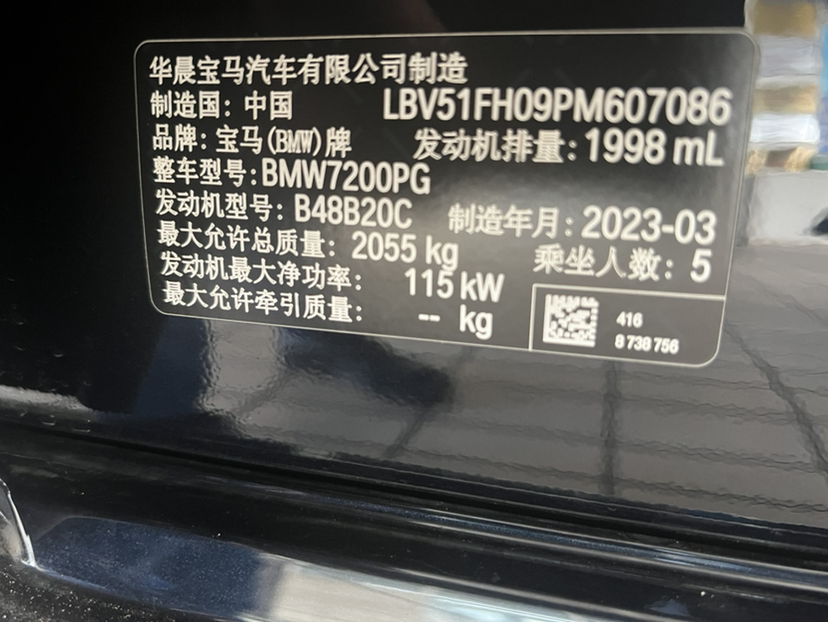 华晨宝马汽车有限公司制造
制造国: 中国 LBV51FH09PM607086
品牌: 宝马(BMW)牌 发动机排量: 1998 mL
整车型号: BMW7200PG
发动机型号: B48B20C 制造年月: 2023-03
最大允许总质量: 2055 kg 乘坐人数: 5
发动机最大净功率: 115 kW
最大允许牵引质量: -- kg
416
8 738 756